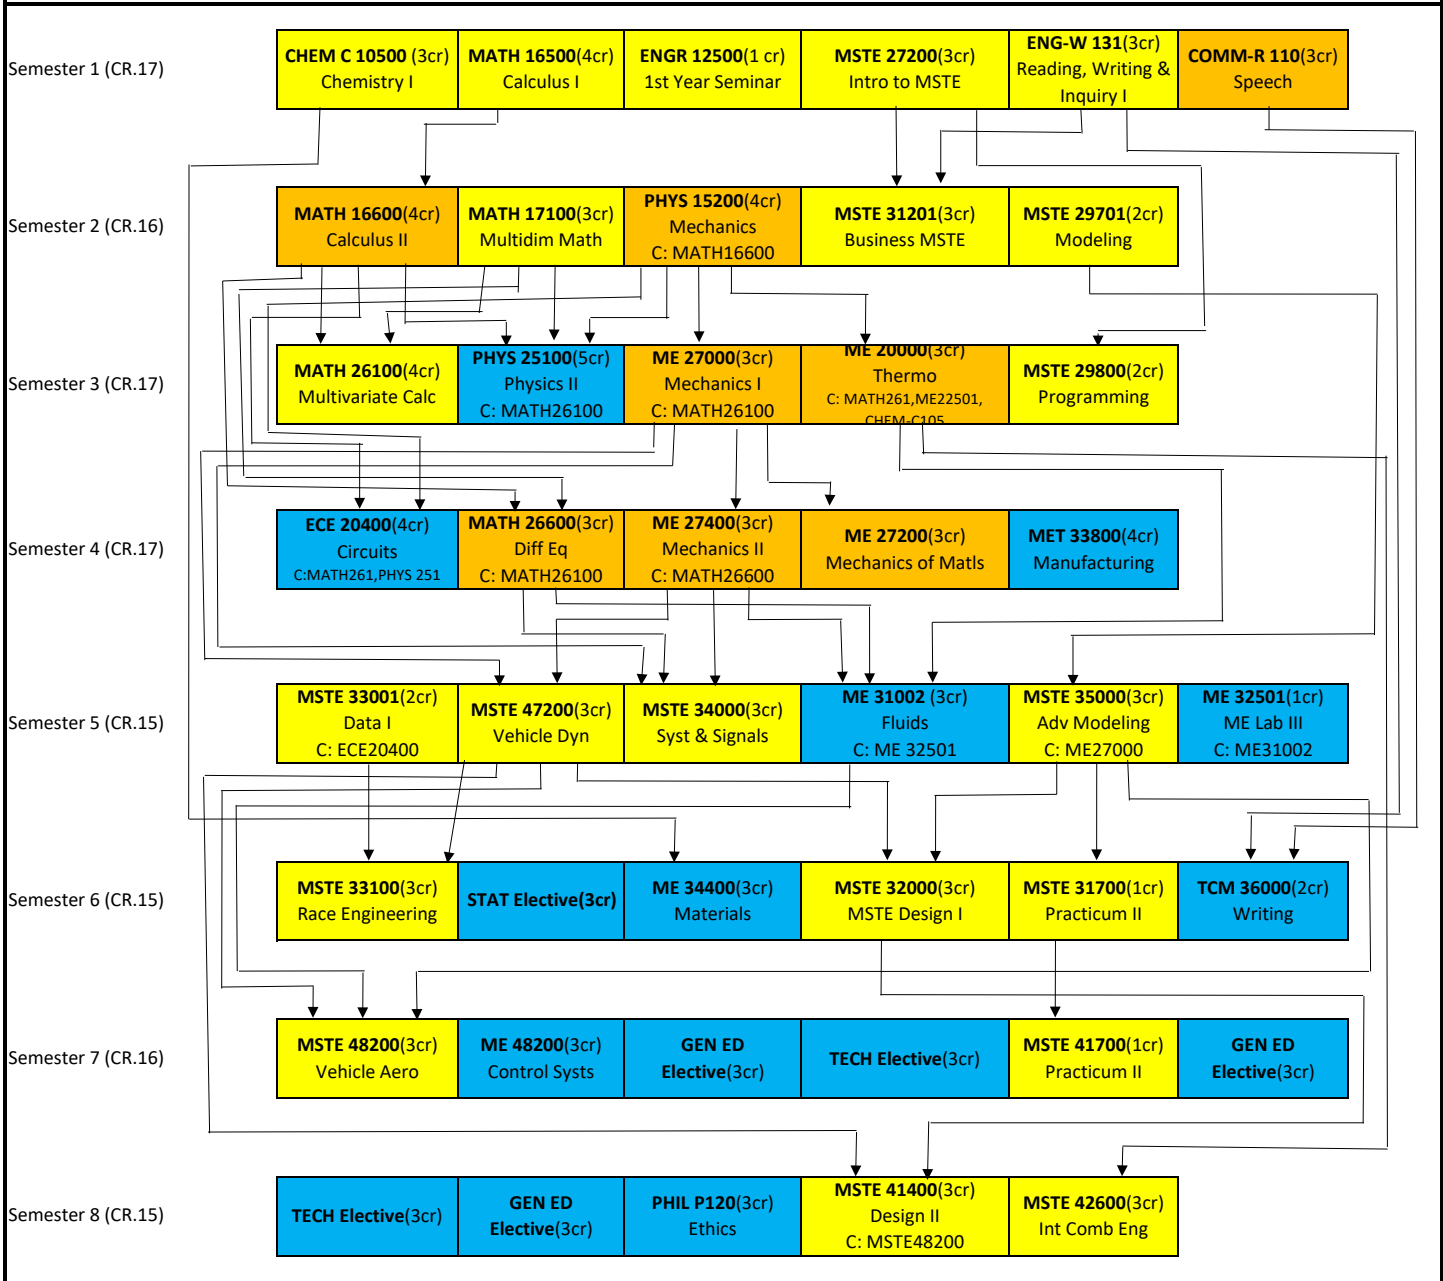 Semester 1 (CR.17)
CHEM C 10500 (3cr)
Chemistry I
MATH 16500(4cr)
Calculus I
ENGR 12500(1 cr)
1st Year Seminar
MSTE 27200(3cr)
Intro to MSTE
ENG-W 131(3cr)
Reading, Writing &
Inquiry I
COMM-R 110(3cr)
Speech
Semester 2 (CR.16)
MATH 16600(4cr)
Calculus II
MATH 17100(3cr)
Multidim Math
PHYS 15200(4cr)
Mechanics
C: MATH16600
MSTE 31201(3cr)
Business MSTE
MSTE 29701(2cr)
Modeling
Semester 3 (CR.17)
MATH 26100(4cr)
Multivariate Calc
PHYS 25100(5cr)
Physics II
C: MATH26100
ME 27000(3cr)
Mechanics I
C: MATH26100
ME 20000(3cr)
Thermo
C: MATH261,ME22501,
CHEM-C105
MSTE 29800(2cr)
Programming
Semester 4 (CR.17)
ECE 20400(4cr)
Circuits
C:MATH261,PHYS 251
MATH 26600(3cr)
Diff Eq
C: MATH26100
ME 27400(3cr)
Mechanics II
C: MATH26600
ME 27200(3cr)
Mechanics of Matls
MET 33800(4cr)
Manufacturing
Semester 5 (CR.15)
MSTE 33001(2cr)
Data I
C: ECE20400
MSTE 47200(3cr)
Vehicle Dyn
MSTE 34000(3cr)
Syst & Signals
ME 31002 (3cr)
Fluids
C: ME 32501
MSTE 35000(3cr)
Adv Modeling
C: ME27000
ME 32501(1cr)
ME Lab III
C: ME31002
Semester 6 (CR.15)
MSTE 33100(3cr)
Race Engineering
STAT Elective(3cr)
ME 34400(3cr)
Materials
MSTE 32000(3cr)
MSTE Design I
MSTE 31700(1cr)
Practicum II
TCM 36000(2cr)
Writing
Semester 7 (CR.16)
MSTE 48200(3cr)
Vehicle Aero
ME 48200(3cr)
Control Systs
GEN ED
Elective(3cr)
TECH Elective(3cr)
MSTE 41700(1cr)
Practicum II
GEN ED
Elective(3cr)
Semester 8 (CR.15)
TECH Elective(3cr)
GEN ED
Elective(3cr)
PHIL P120(3cr)
Ethics
MSTE 41400(3cr)
Design II
C: MSTE48200
MSTE 42600(3cr)
Int Comb Eng